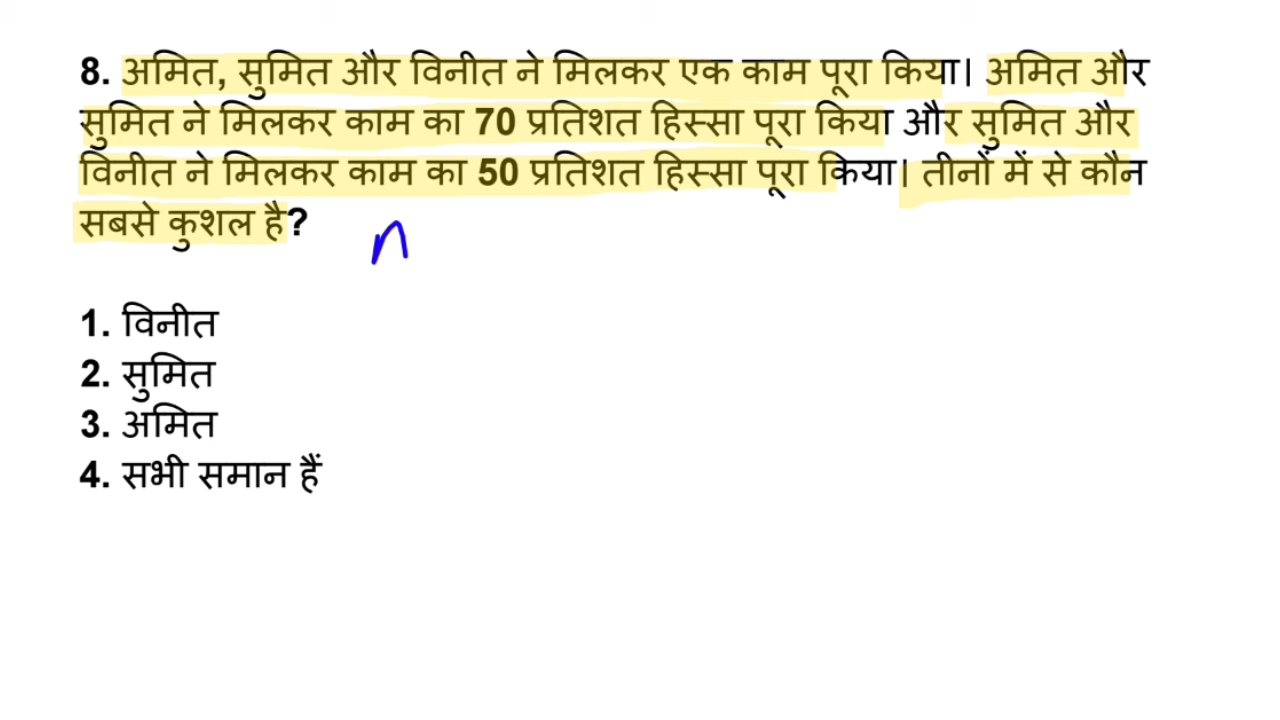 8. अमित, सुमित और विनीत ने मिलकर एक काम पूरा किया। अमित और
सुमित ने मिलकर काम का 70 प्रतिशत हिस्सा पूरा किया और सुमित और
विनीत ने मिलकर काम का 50 प्रतिशत हिस्सा पूरा किया। तीनों में से कौन
सबसे कुशल है?
n
1. विनीत
2. सुमित
3. अमित
4. सभी समान हैं